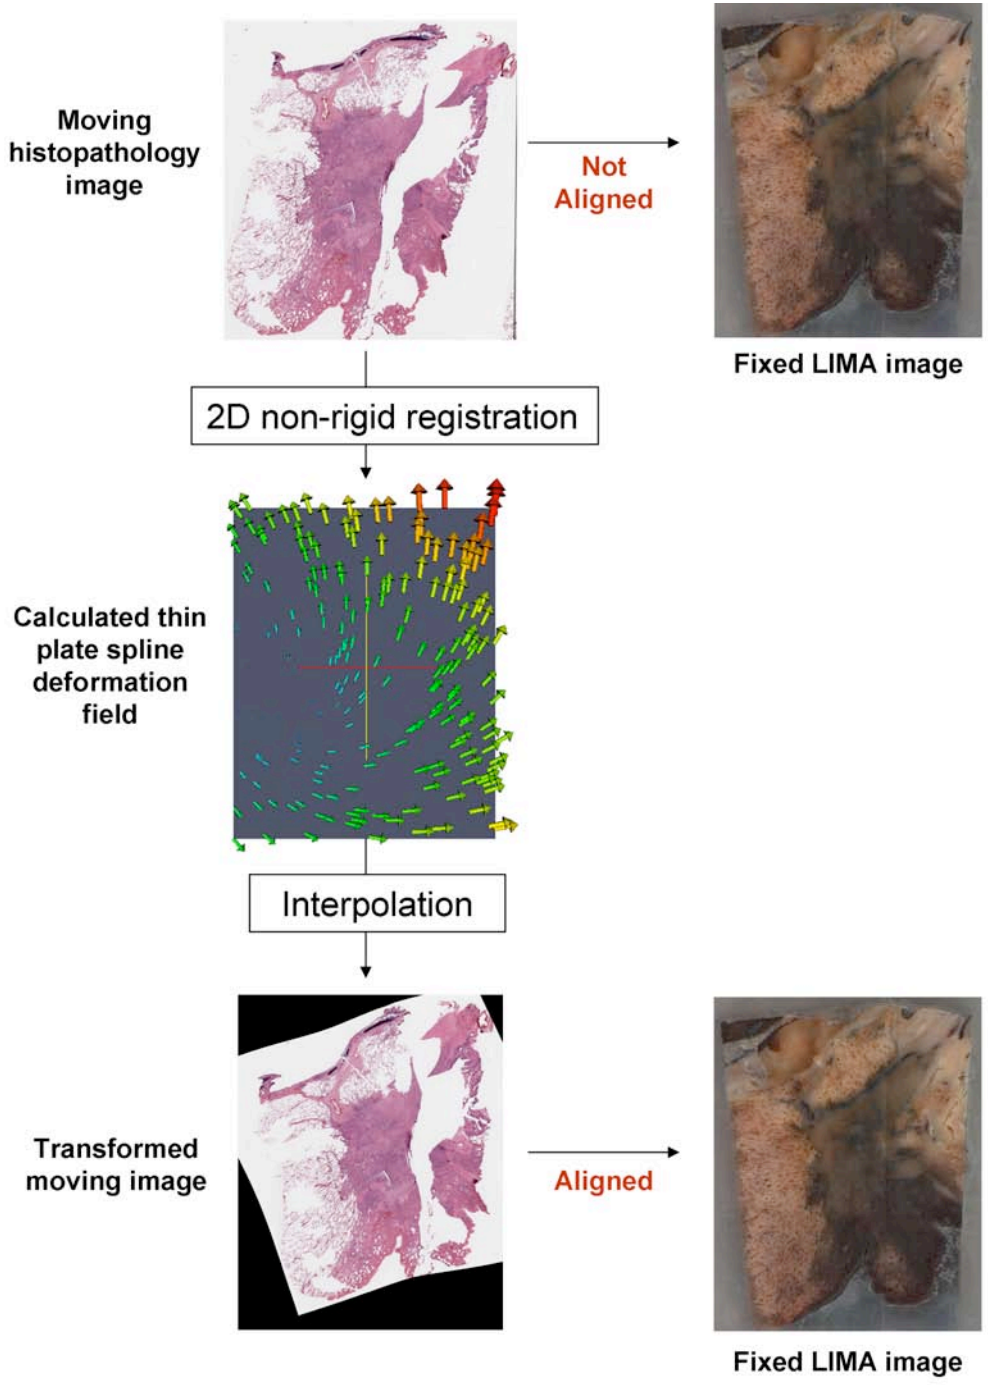 Moving
histopathology
image
Not
Aligned
Fixed LIMA image
2D non-rigid registration
Calculated thin
plate spline
deformation
field
Interpolation
Transformed
moving image
Aligned
Fixed LIMA image